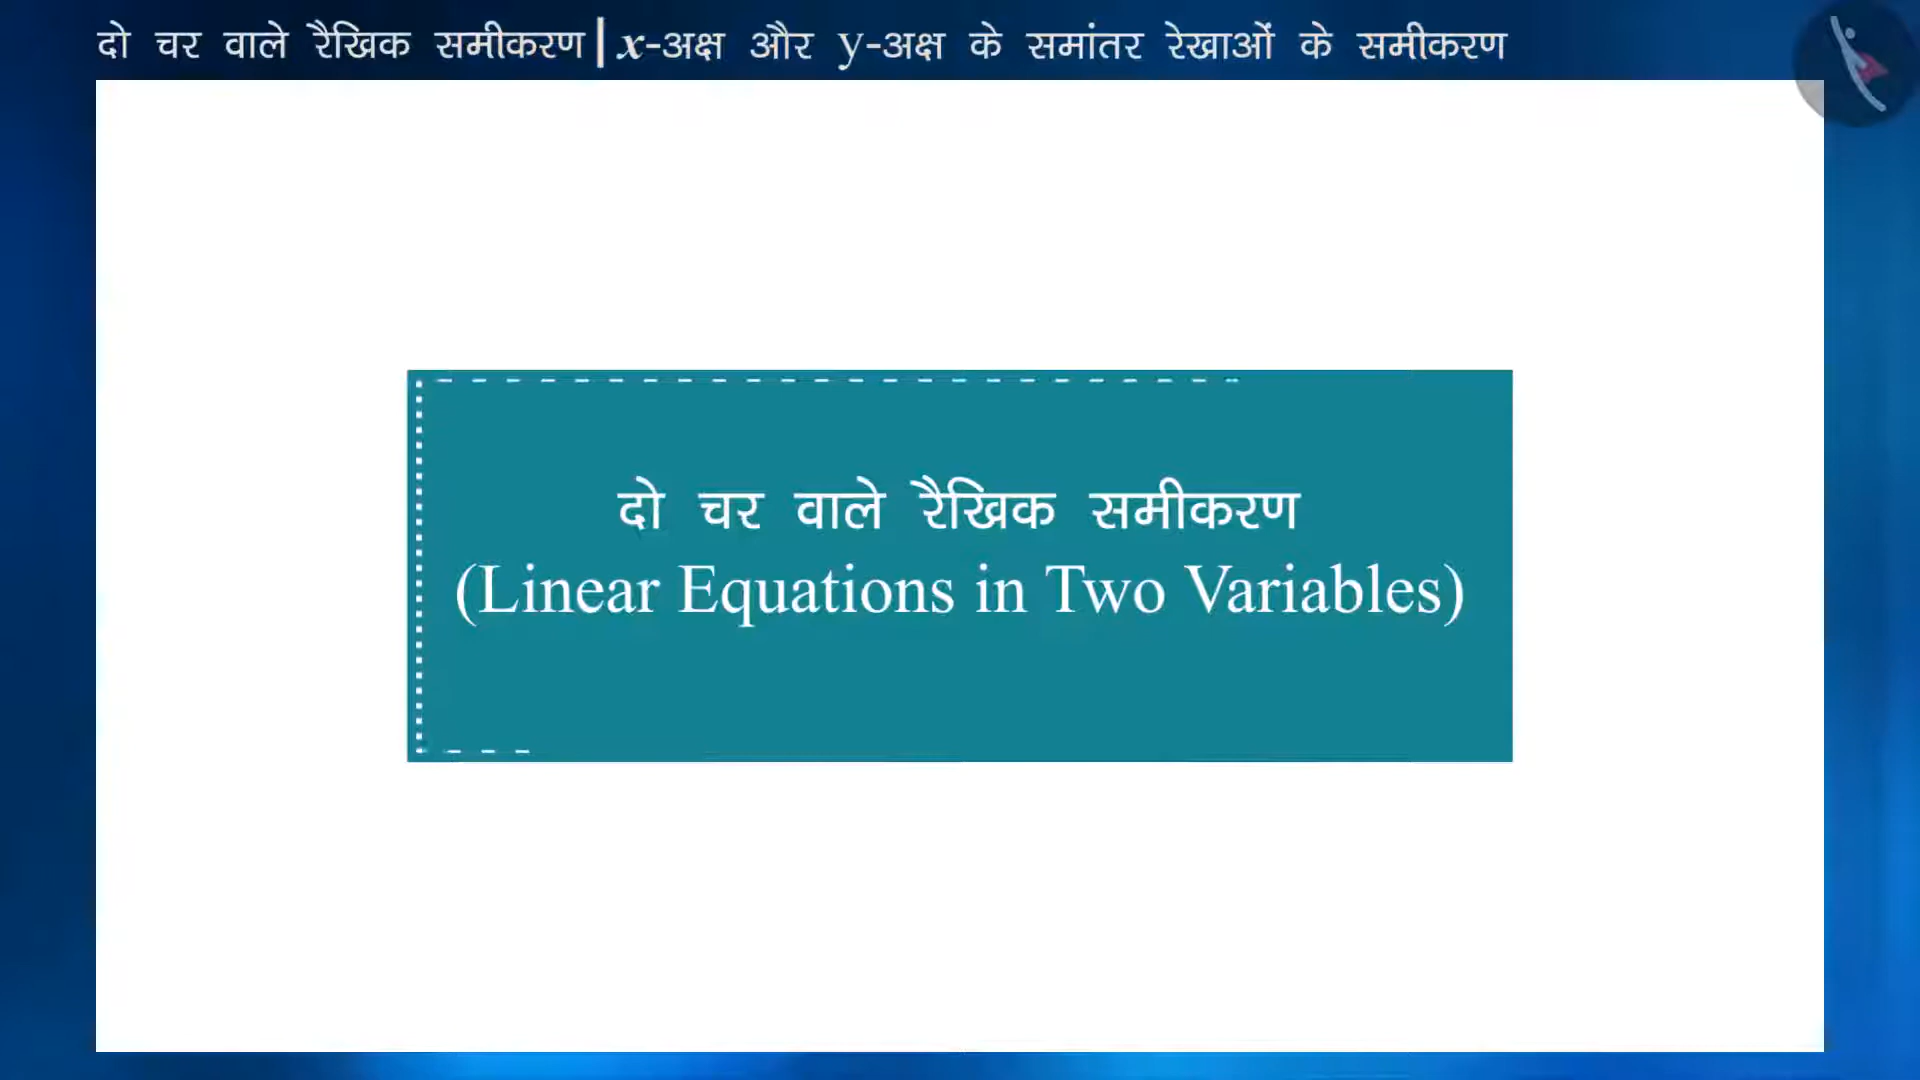 दो चर वाले रैखिक समीकरण | x-अक्ष और y-अक्ष के समांतर रेखाओं के समीकरण
दो चर वाले रैखिक समीकरण
(Linear Equations in Two Variables)